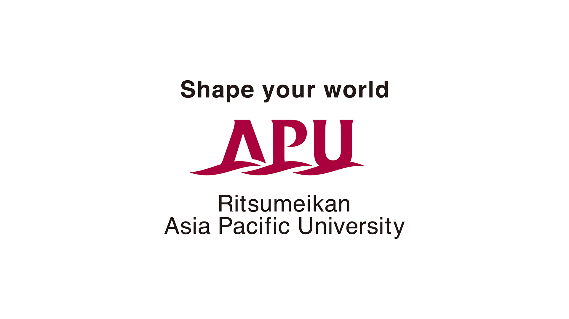 Shape your world
APU
Ritsumeikan
Asia Pacific University